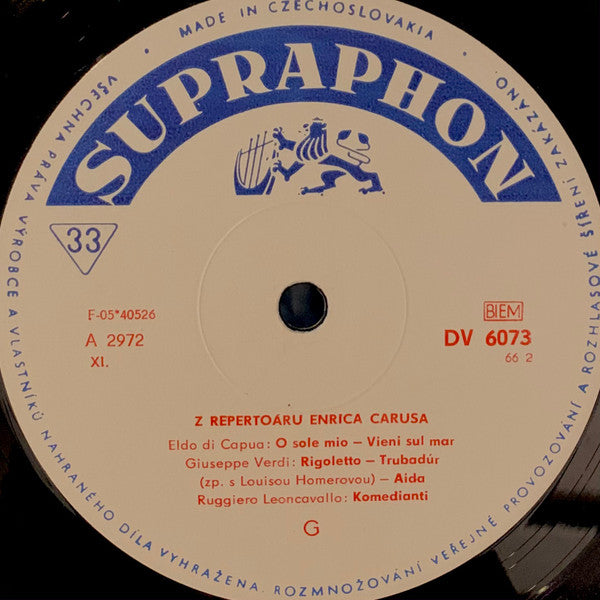 MADE IN CZECHOSLOVAKIA
SUPRAPHON
33
F-05*40526
A 2972
XI.
BIEM
DV 6073
66 2
Z REPERTOÁRU ENRICA CARUSA
Eldo di Capua: O sole mio – Vieni sul mar
Giuseppe Verdi: Rigoletto – Trubadúr
(zp. s Louisou Homerovou) – Aida
Ruggiero Leoncavallo: Komedianti
G
VŠECHNA PRÁVA VÝROBCE A VLASTNÍKŮ NAHRANÉHO DÍLA VYHRAŽENA. ROZMNOŽOVÁNÍ VEŘEJNÉ PROVOZOVÁNÍ A ROZHLASOVÉ ŠÍŘENÍ ZAKÁZÁNO